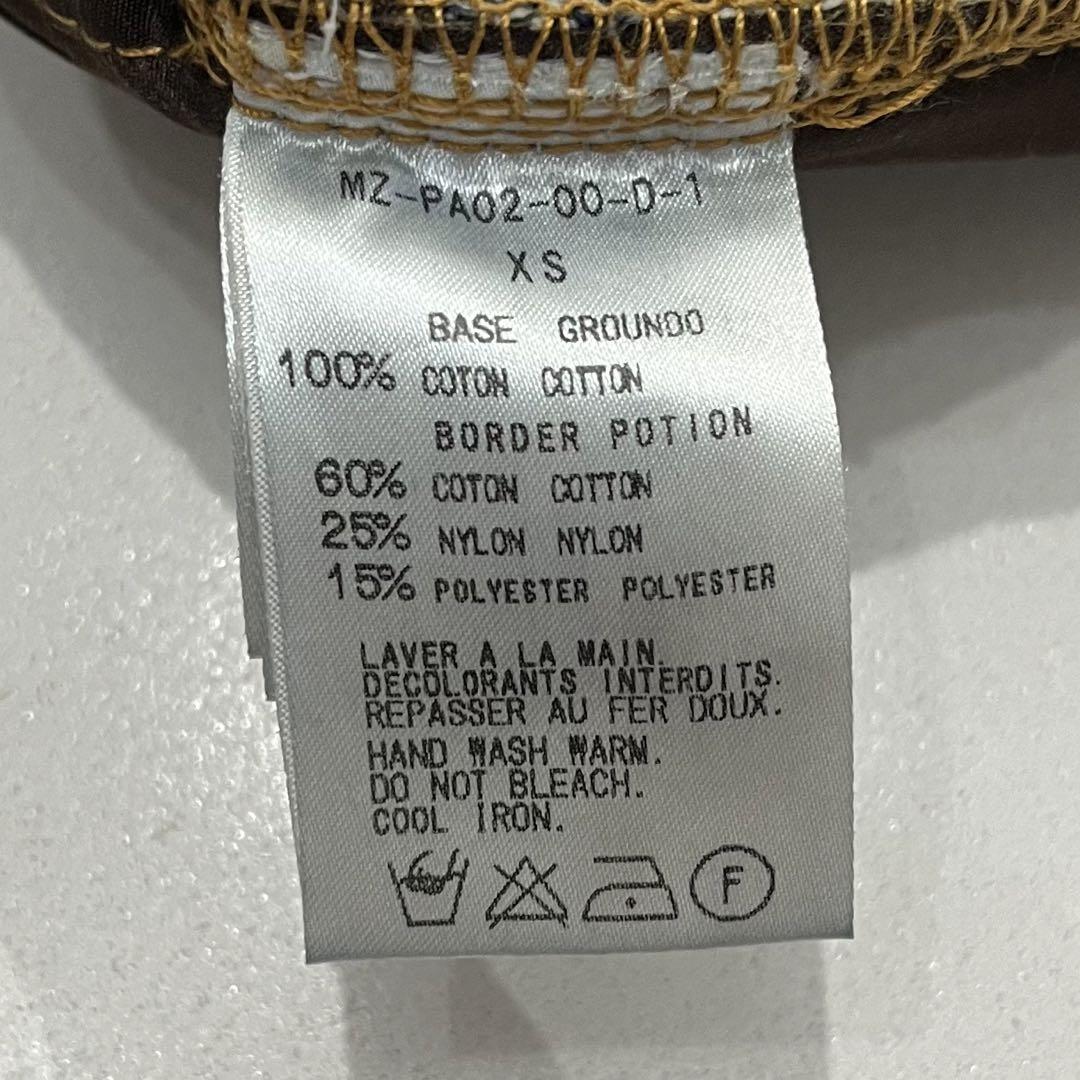 MZ-PA02-00-D-1
XS
BASE GROUNDO
100% COTON COTTON
BORDER POTION
60% COTON COTTON
25% NYLON NYLON
15% POLYESTER POLYESTER
LAVER A LA MAIN.
DECOLORANTS INTERDITS.
REPASSER AU FER DOUX.
HAND WASH WARM.
DO NOT BLEACH.
COOL IRON.
F